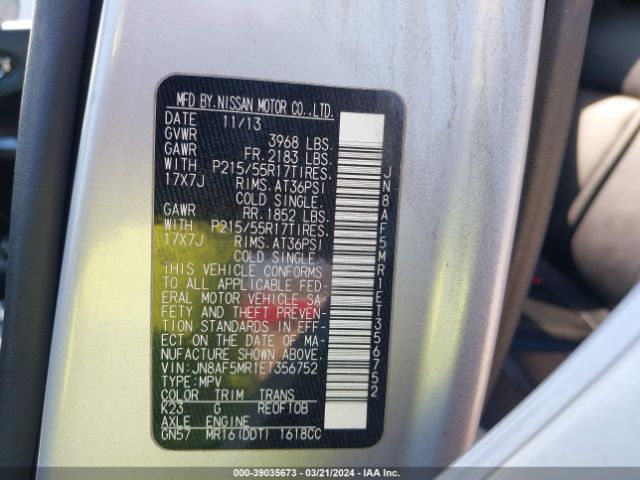 MFD BY.NISSAN MOTOR CO.,LTD.
DATE 11/13
GVWR 3968 LBS.
GAWR FR.2183 LBS.
WITH P215/55R17TIRES.
17X7J RIMS.AT36PSI
COLD SINGLE.
GAWR RR.1852 LBS.
WITH P215/55R17TIRES.
17X7J RIMS.AT36PSI
COLD SINGLE.
THIS VEHICLE CONFORMS
TO ALL APPLICABLE FED-
ERAL MOTOR VEHICLE SA-
FETY AND THEFT PREVEN-
TION STANDARDS IN EFF-
ECT ON THE DATE OF MA-
NUFACTURE SHOWN ABOVE.
VIN:JN8AF5MR1ET356752
TYPE:MPV
COLOR TRIM TRANS
K23 G RE0F10B
AXLE ENGINE
GN57 MR16(DDT) 1618CC
JN8AF5MR1ET356752
000-39035673 / 03/21/2024 / IAA Inc.